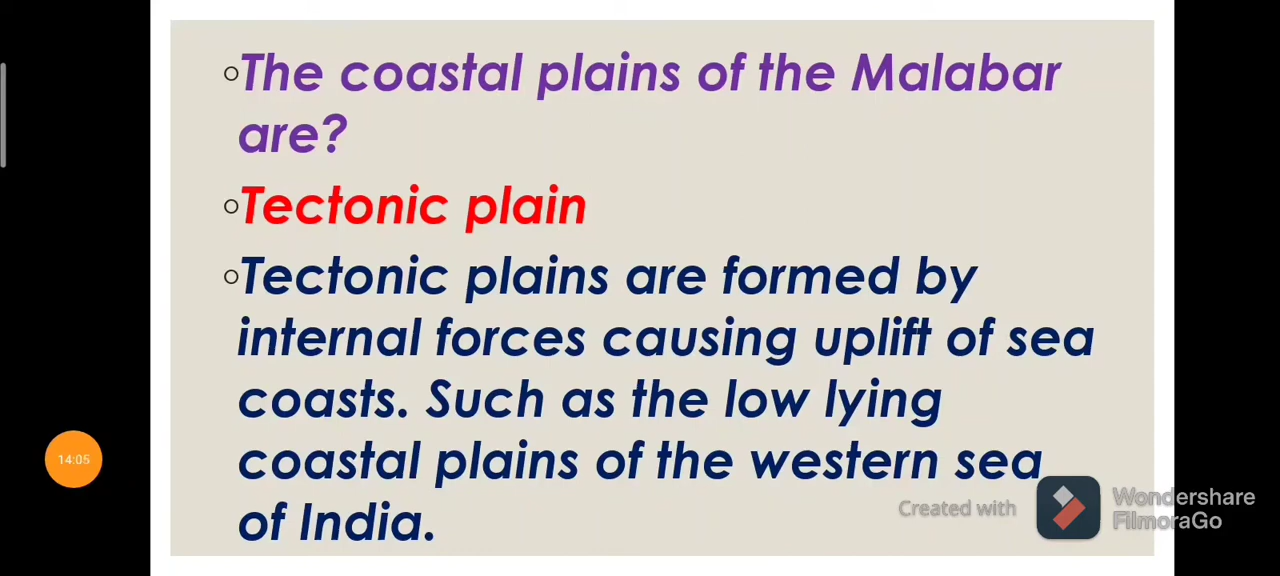 The coastal plains of the Malabar
are?
Tectonic plain
Tectonic plains are formed by
internal forces causing uplift of sea
coasts. Such as the low lying
coastal plains of the western sea
of India.
14:05
Created with
Wondershare
FilmoraGo